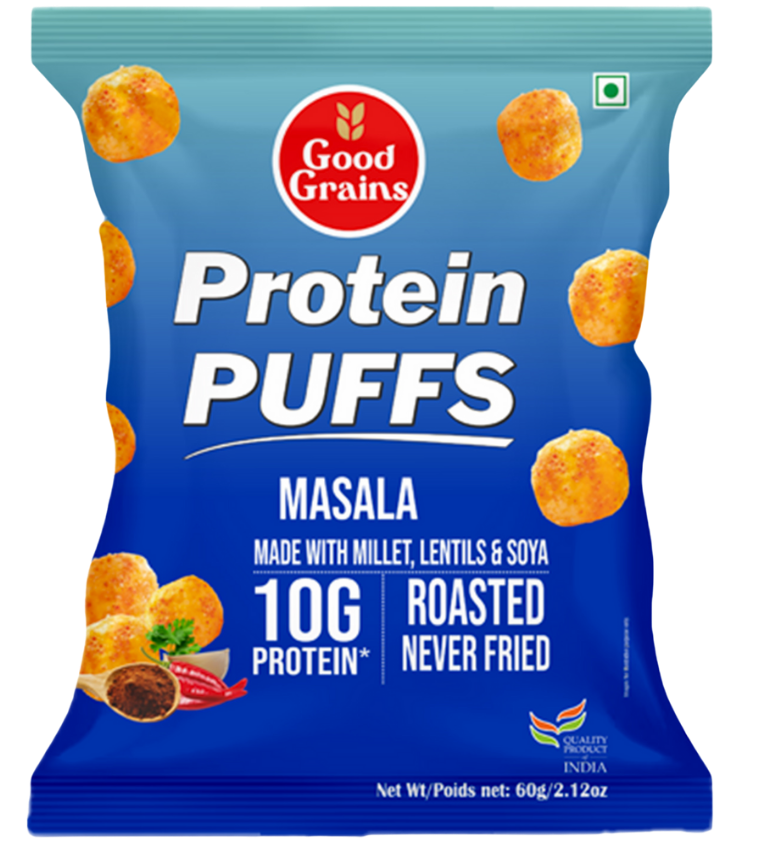 Good
Grains
Protein
PUFFS
MASALA
MADE WITH MILLET, LENTILS & SOYA
10G
PROTEIN*
ROASTED
NEVER FRIED
QUALITY
PRODUCT
of
INDIA
Net Wt/Poids net: 60g/2.12oz